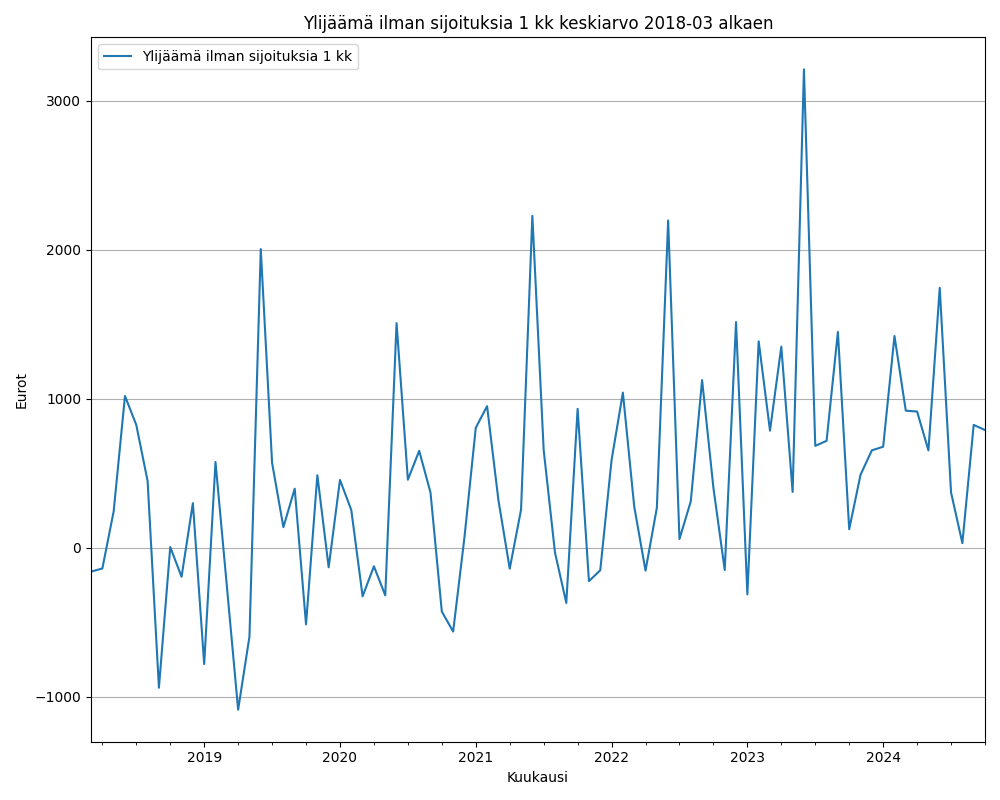 Ylijäämä ilman sijoituksia 1 kk keskiarvo 2018-03 alkaen
Ylijäämä ilman sijoituksia 1 kk
3000
2000
1000
0
−1000
Eurot
2019 2020 2021 2022 2023 2024
Kuukausi